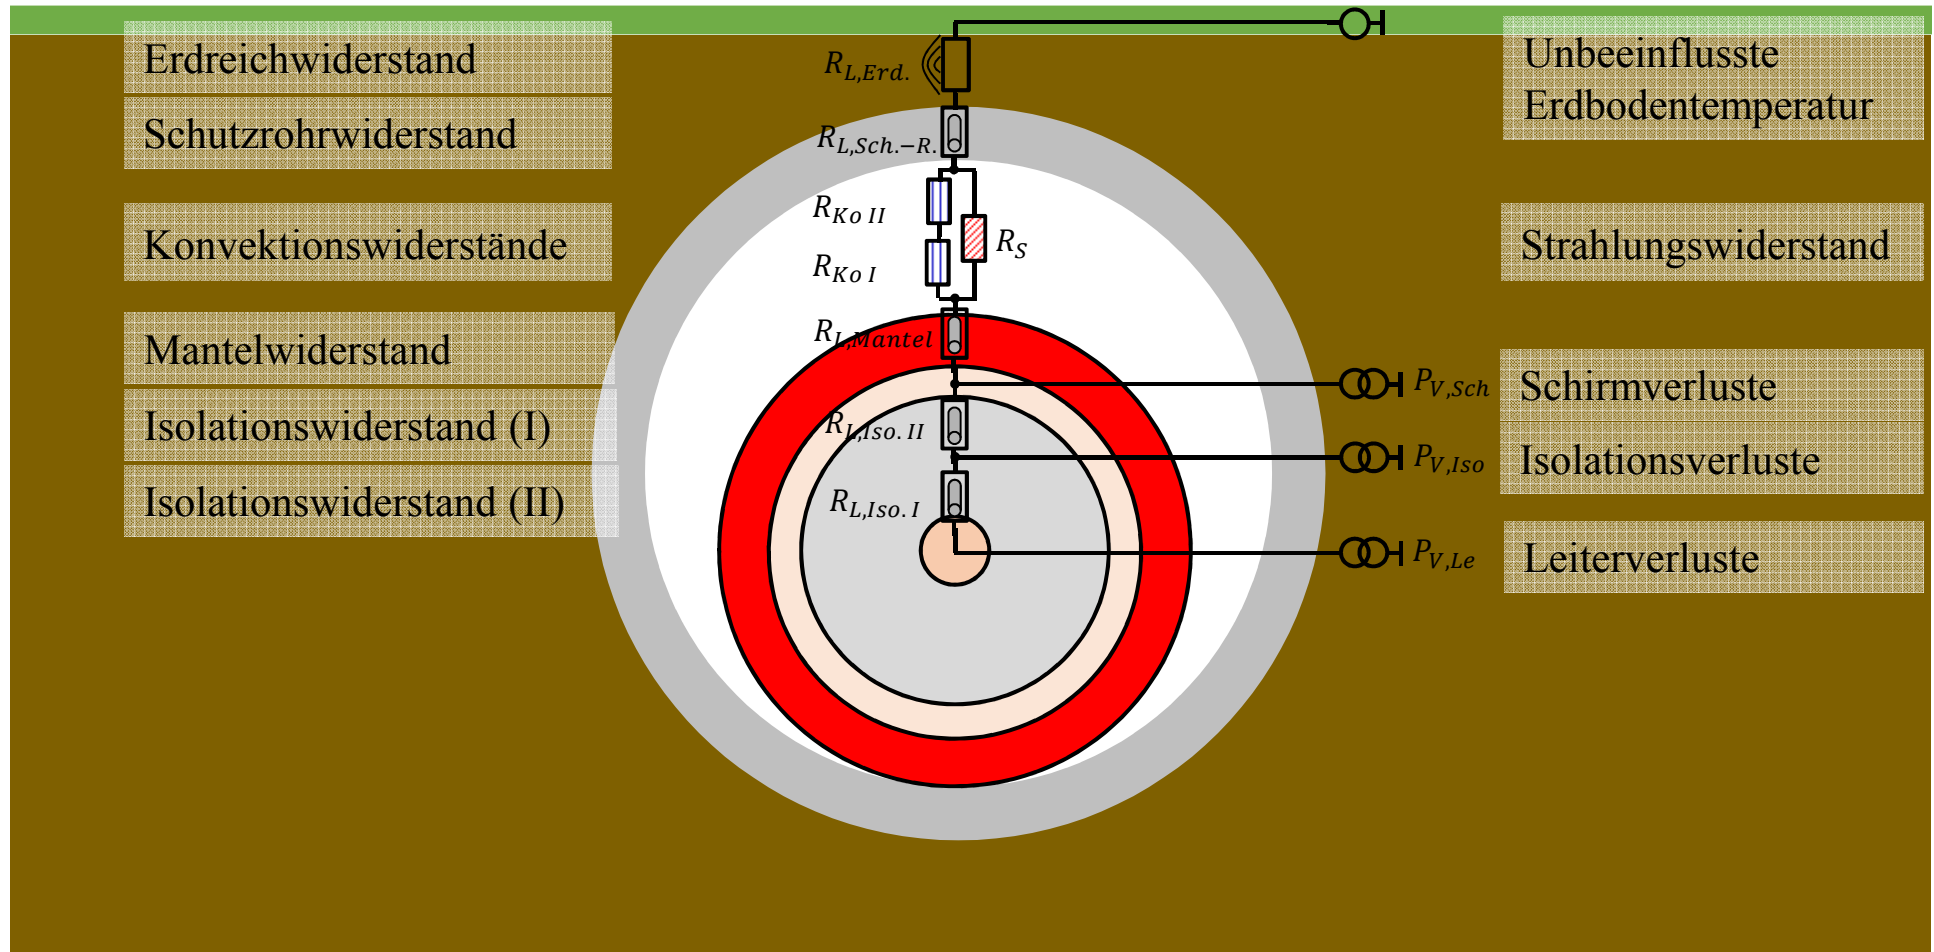 Erdreichwiderstand
Schutzrohrwiderstand
Konvektionswiderstände
Mantelwiderstand
Isolationswiderstand (I)
Isolationswiderstand (II)
R_{L,Erd.}
R_{L,Sch.-R.}
R_{Ko II}
R_{Ko I}
R_S
R_{L,Mantel}
R_{L,Iso. II}
R_{L,Iso. I}
P_{V,Sch}
P_{V,Iso}
P_{V,Le}
Unbeeinflusste
Erdbodentemperatur
Strahlungswiderstand
Schirmverluste
Isolationsverluste
Leiterverluste